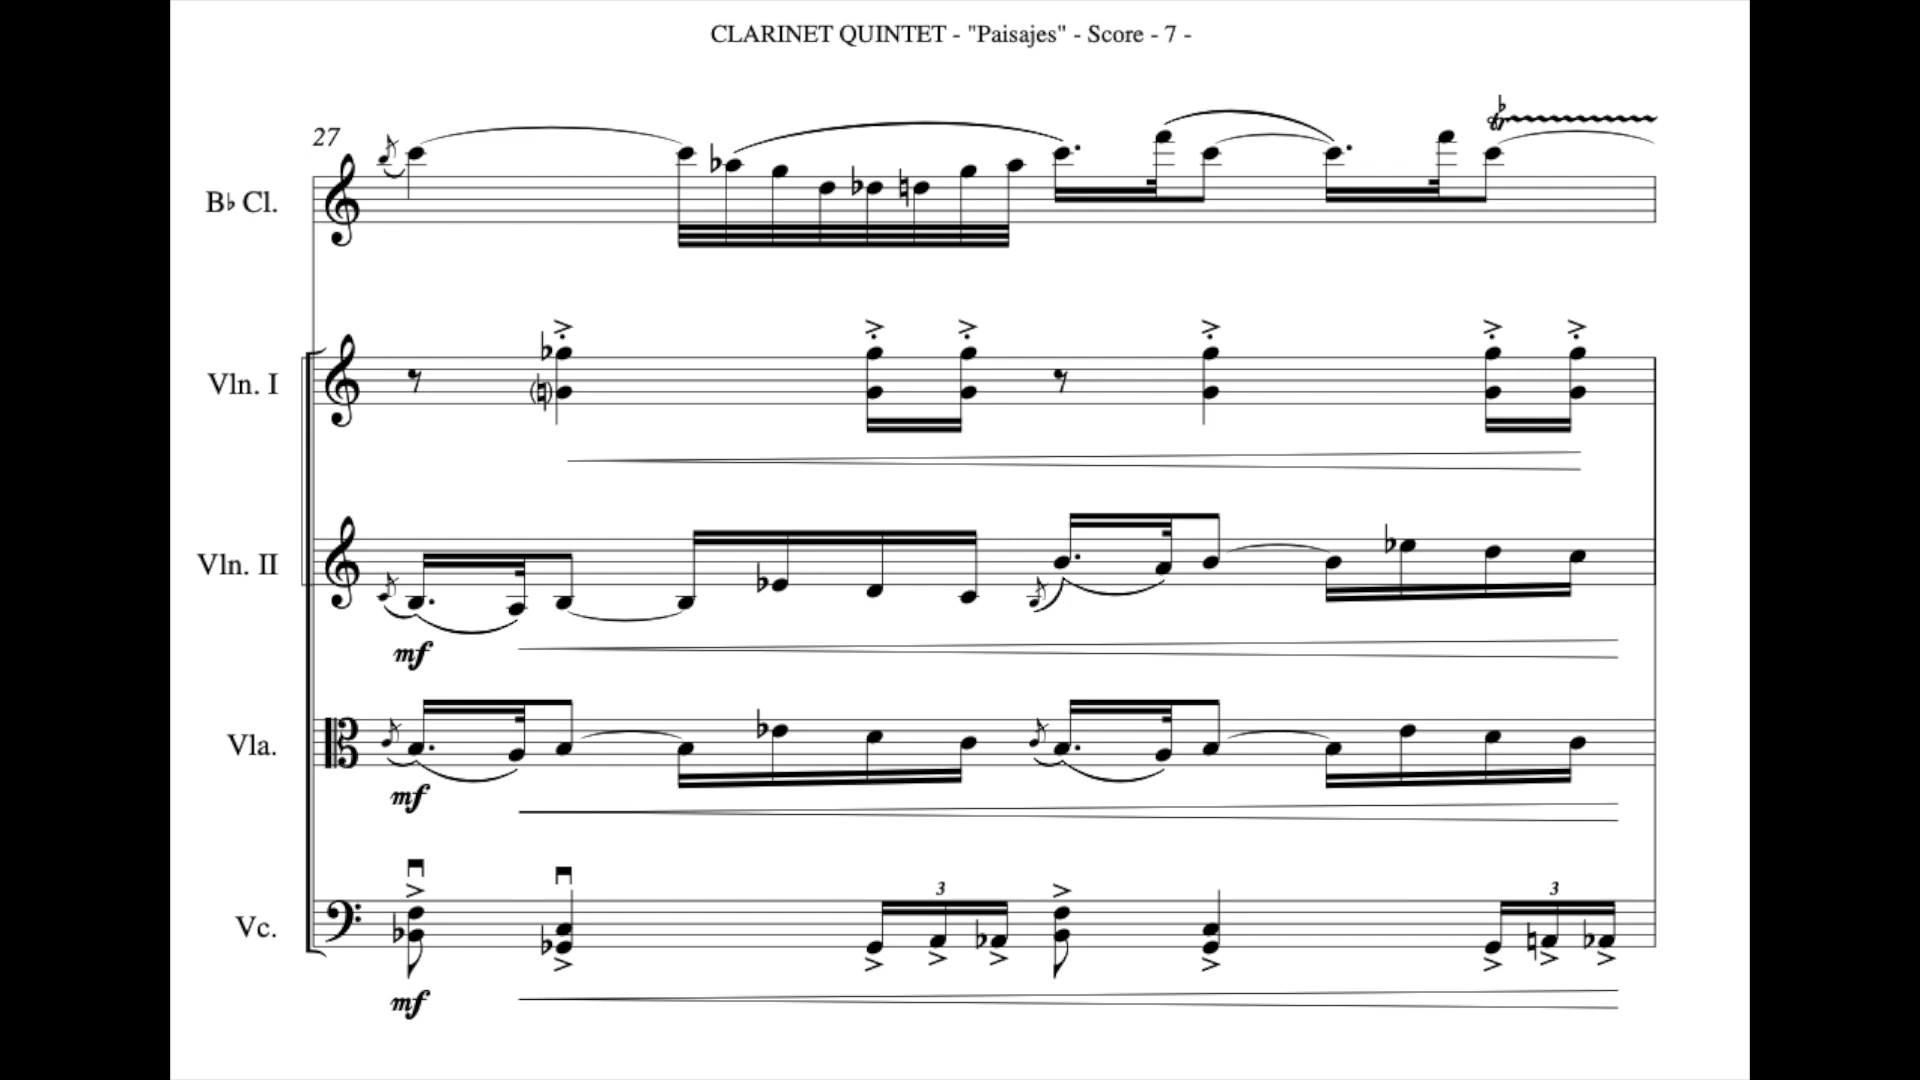 CLARINET QUINTET - "Paisajes" - Score - 7 -
27
B♭ Cl.
Vln. I
Vln. II
mf
Vla.
mf
3
3
Vc.
mf